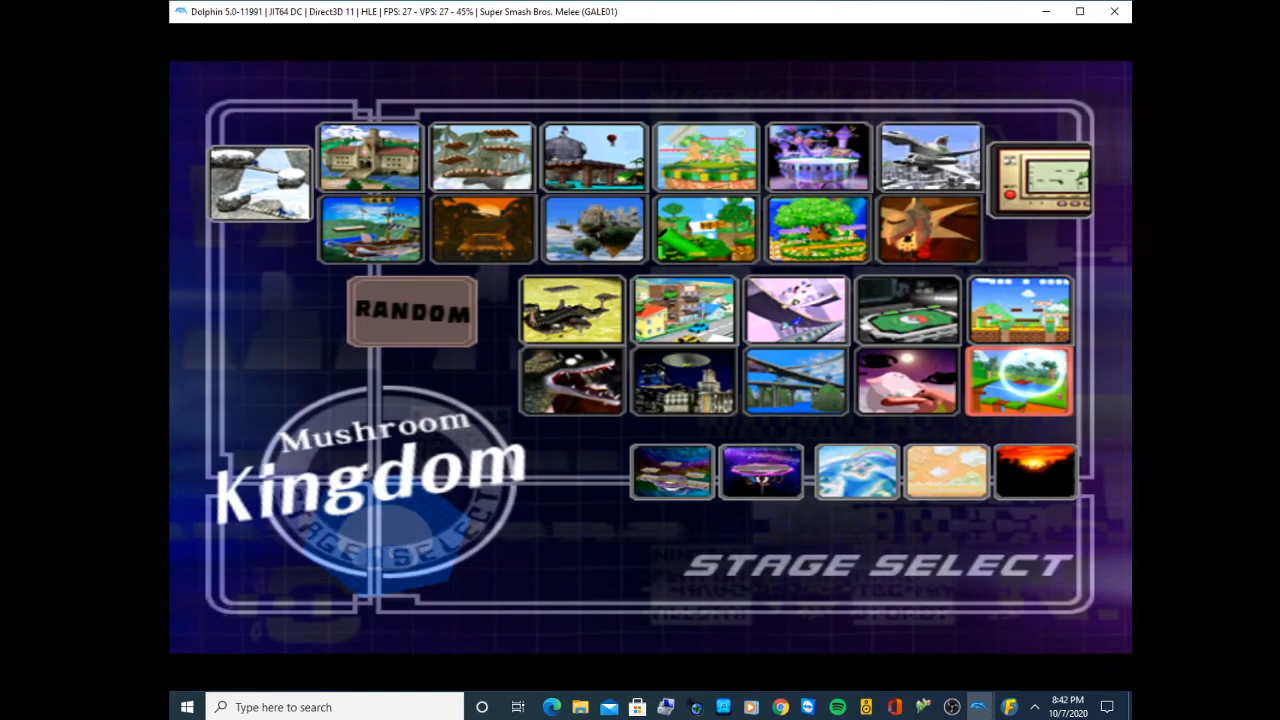 Dolphin 5.0-11991 | JIT64 DC | Direct3D 11 | HLE | FPS: 27 - VPS: 27 - 45% | Super Smash Bros. Melee (GALE01)
RANDOM
Mushroom
Kingdom
STAGE SELECT
Type here to search
8:42 PM
10/7/2020